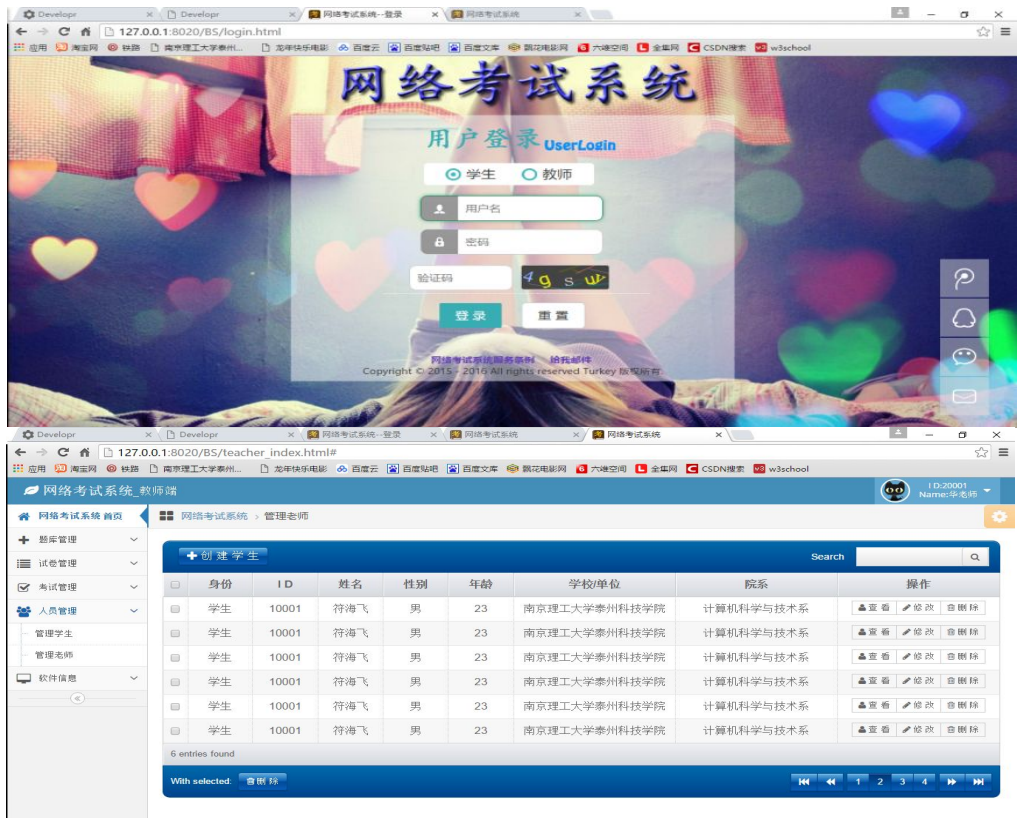 Developr × Developr × 网络考试系统--登录 × 网络考试系统 ×
127.0.0.1:8020/BS/login.html
应用 淘宝网 铁路 南京理工大学泰州... 龙年快乐电影 百度云 百度贴吧 百度文库 飘花电影网 6 六维空间 L 全集网 C CSDN搜索 w3 w3school
网络考试系统
用户登录 UserLogin
学生 教师
用户名
密码
验证码 4 g s uv
登录 重置
网络考试系统服务条例 给我邮件
Copyright © 2015 - 2016 All rights reserved Turkey 版权所有.
Developr × Developr × 网络考试系统--登录 × 网络考试系统 × 网络考试系统 ×
127.0.0.1:8020/BS/teacher_index.html#
应用 淘宝网 铁路 南京理工大学泰州... 龙年快乐电影 百度云 百度贴吧 百度文库 飘花电影网 6 六维空间 L 全集网 C CSDN搜索 w3 w3school
网络考试系统_教师端 ID:20001
Name:华老师
网络考试系统 首页 网络考试系统 > 管理老师
题库管理
试卷管理
考试管理
人员管理
管理学生
管理老师
软件信息
创建学生 Search
身份 ID 姓名 性别 年龄 学校/单位 院系 操作
学生 10001 符海飞 男 23 南京理工大学泰州科技学院 计算机科学与技术系 查看 修改 删除
学生 10001 符海飞 男 23 南京理工大学泰州科技学院 计算机科学与技术系 查看 修改 删除
学生 10001 符海飞 男 23 南京理工大学泰州科技学院 计算机科学与技术系 查看 修改 删除
学生 10001 符海飞 男 23 南京理工大学泰州科技学院 计算机科学与技术系 查看 修改 删除
学生 10001 符海飞 男 23 南京理工大学泰州科技学院 计算机科学与技术系 查看 修改 删除
学生 10001 符海飞 男 23 南京理工大学泰州科技学院 计算机科学与技术系 查看 修改 删除
6 entries found
With selected: 删除 1 2 3 4